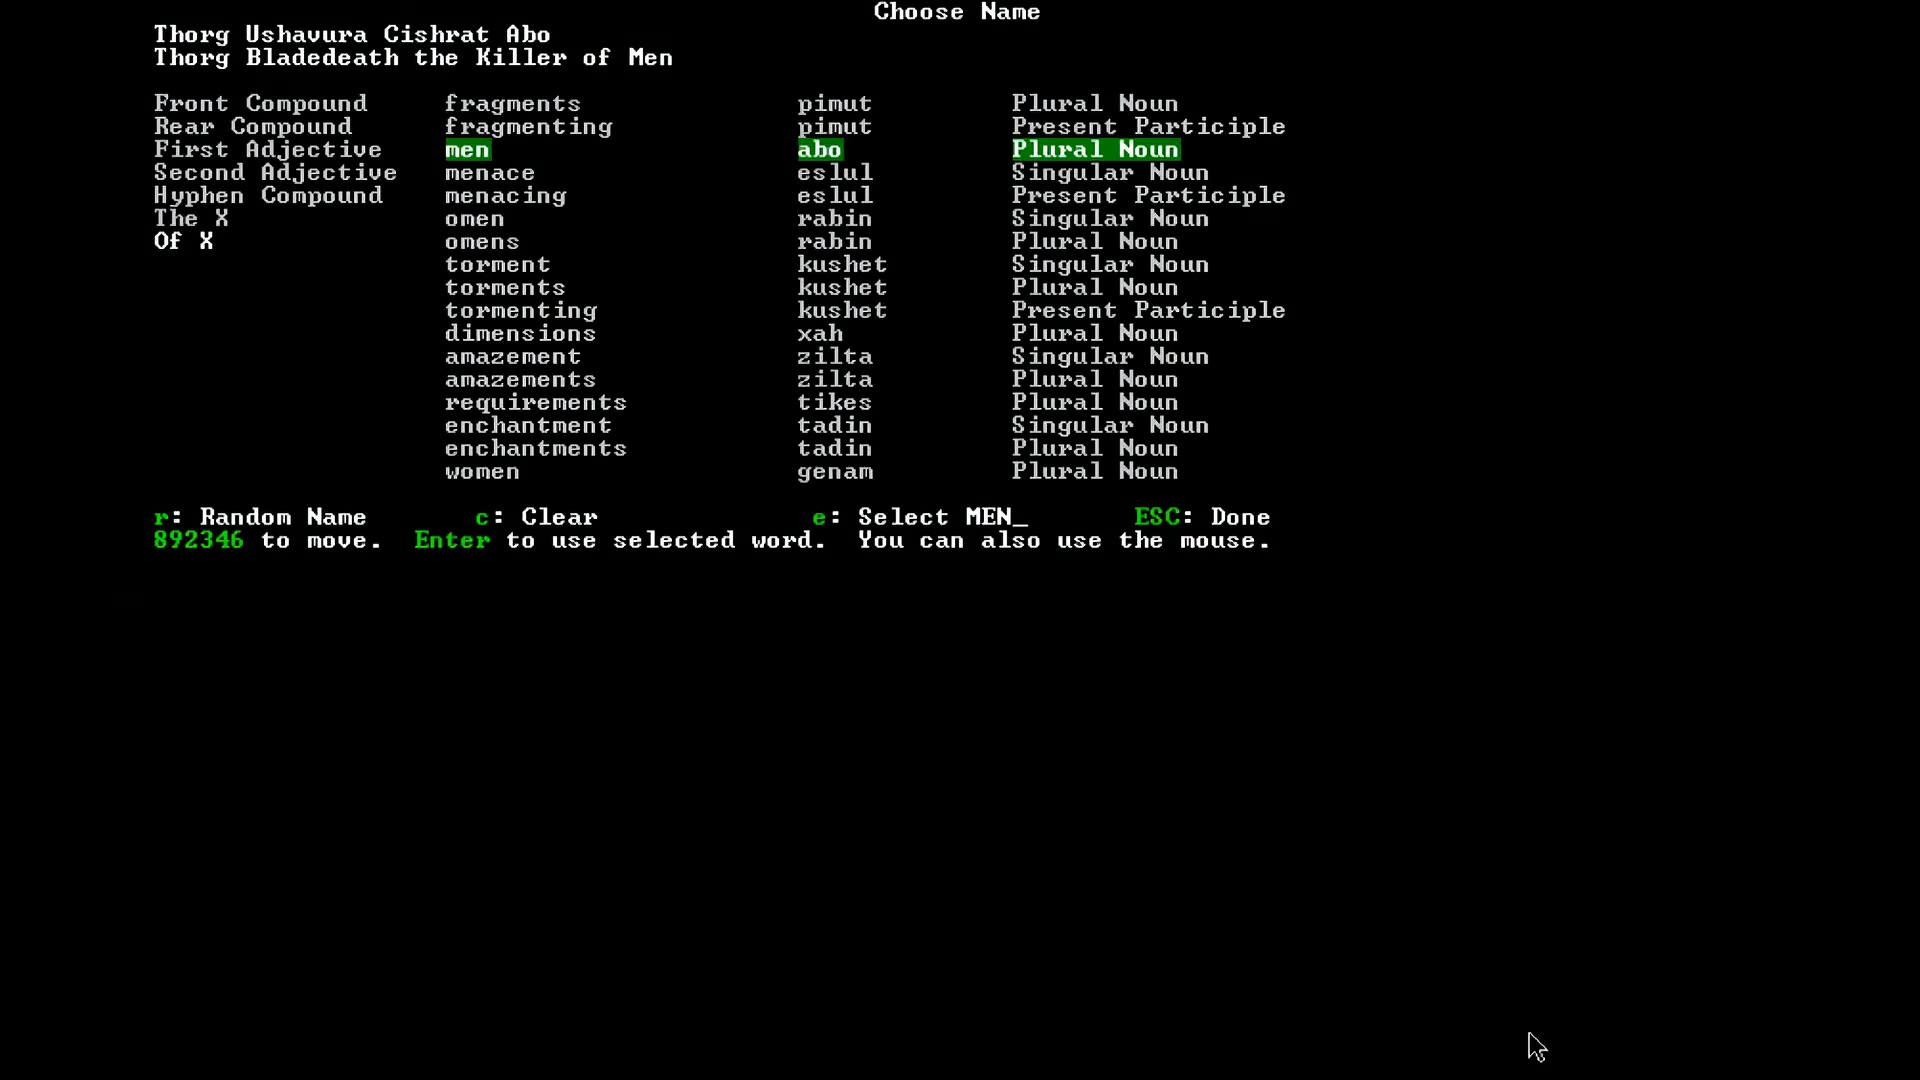 Choose Name
Thorg Ushavura Cishrat Abo
Thorg Bladedeath the Killer of Men
Front Compound fragments pimut Plural Noun
Rear Compound fragmenting pimut Present Participle
First Adjective men abo Plural Noun
Second Adjective menace eslul Singular Noun
Hyphen Compound menacing eslul Present Participle
The X omen rabin Singular Noun
Of X omens rabin Plural Noun
torment kushet Singular Noun
torments kushet Plural Noun
tormenting kushet Present Participle
dimensions xah Plural Noun
amazement zilta Singular Noun
amazements zilta Plural Noun
requirements tikes Plural Noun
enchantment tadin Singular Noun
enchantments tadin Plural Noun
women genam Plural Noun
r: Random Name c: Clear e: Select MEN_ ESC: Done
892346 to move. Enter to use selected word. You can also use the mouse.